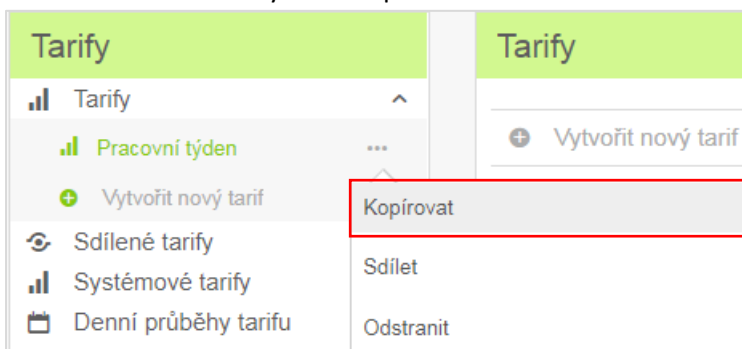 Tarify
Tarify
Pracovní týden
Vytvořit nový tarif
Sdílené tarify
Systémové tarify
Denní průběhy tarifu
Kopírovat
Sdílet
Odstranit
Tarify
Vytvořit nový tarif